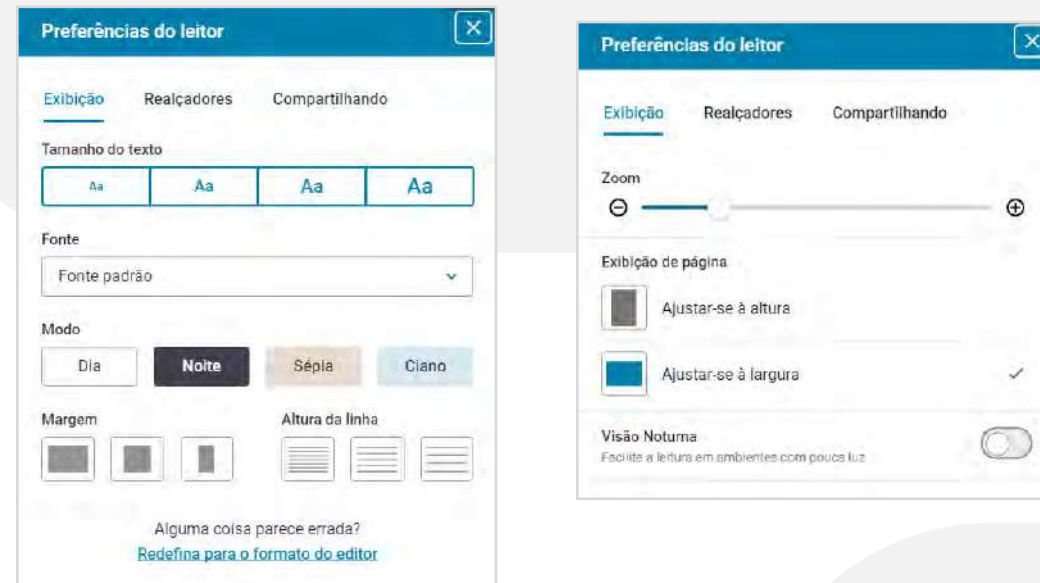 Preferências do leitor
Exibição Realçadores Compartilhando
Tamanho do texto
Aa Aa Aa Aa
Fonte
Fonte padrão
Modo
Dia Noite Sépia Ciano
Margem Altura da linha
Alguma coisa parece errada?
Redefina para o formato do editor
Preferências do leitor
Exibição Realçadores Compartilhando
Zoom
Exibição de página
Ajustar-se à altura
Ajustar-se à largura
Visão Noturna
Facilite a leitura em ambientes com pouca luz